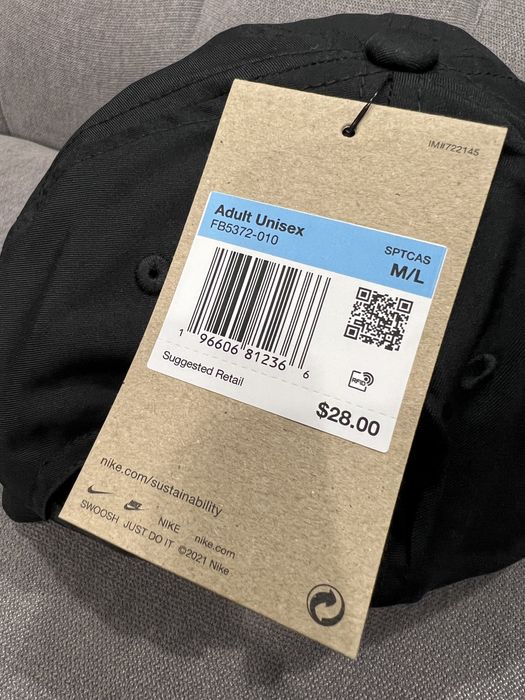 IM#722145
Adult Unisex
FB5372-010
SPTCAS
M/L
1 96606 81236 6
RFID
Suggested Retail
$28.00
nike.com/sustainability
NIKE nike.com
SWOOSH JUST DO IT ©2021 Nike